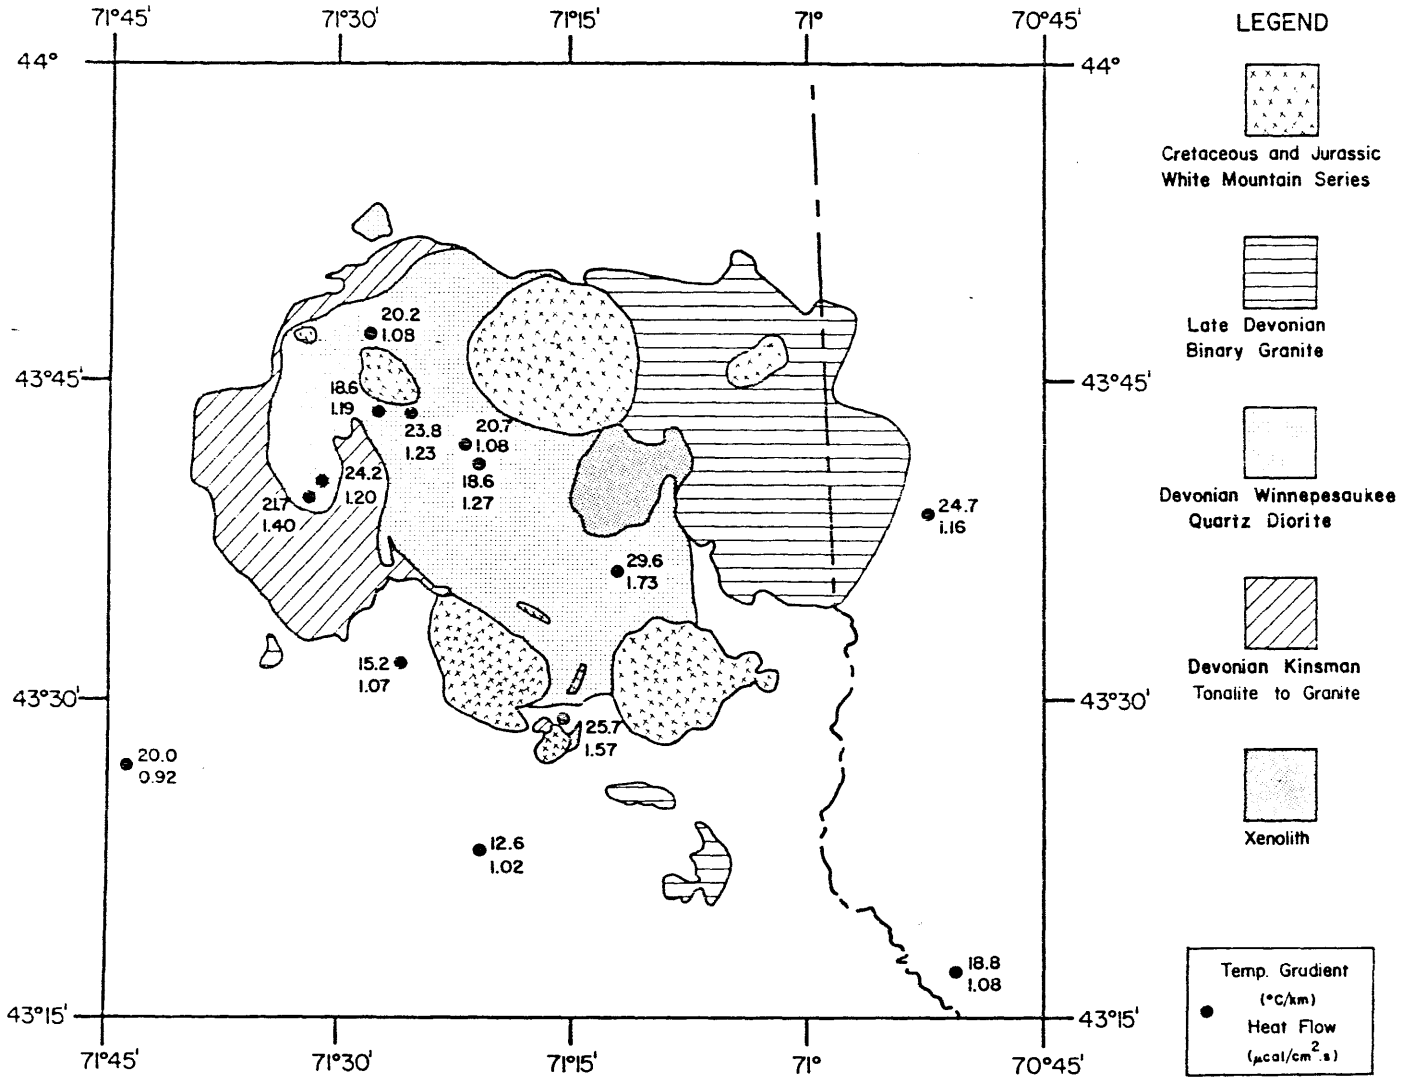 71°45' 71°30' 71°15' 71° 70°45'
LEGEND
44° 44°
Cretaceous and Jurassic
White Mountain Series
Late Devonian
Binary Granite
20.2
1.08
43°45' 43°45'
18.6
1.19
23.8
1.23
20.7
1.08
18.6
1.27
24.2
1.20
21.7
1.40
Devonian Winnepesaukee
Quartz Diorite
24.7
1.16
29.6
1.73
15.2
1.07
Devonian Kinsman
Tonalite to Granite
43°30' 43°30'
25.7
1.57
20.0
0.92
12.6
1.02
Xenolith
18.8
1.08
Temp. Grudient
(°C/km)
Heat Flow
(μcal/cm².s)
43°15' 43°15'
71°45' 71°30' 71°15' 71° 70°45'